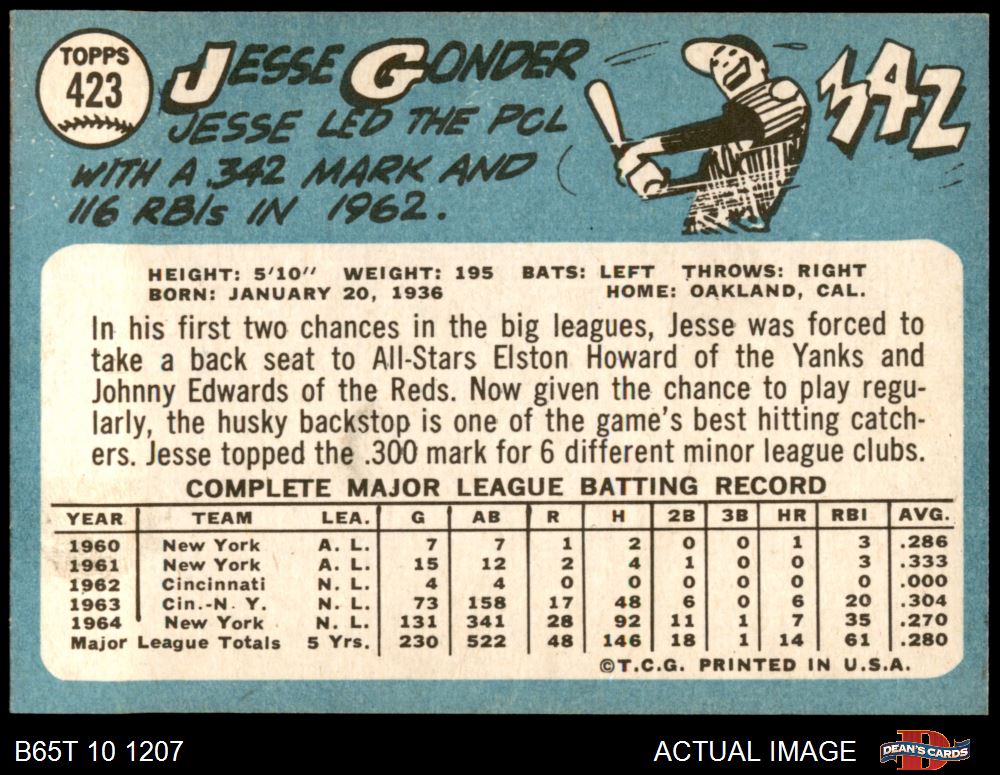 TOPPS
423
JESSE GONDER
JESSE LED THE PCL
WITH A .342 MARK AND
116 RBIs IN 1962.
342
HEIGHT: 5'10" WEIGHT: 195 BATS: LEFT THROWS: RIGHT
BORN: JANUARY 20, 1936 HOME: OAKLAND, CAL.
In his first two chances in the big leagues, Jesse was forced to
take a back seat to All-Stars Elston Howard of the Yanks and
Johnny Edwards of the Reds. Now given the chance to play regu-
larly, the husky backstop is one of the game's best hitting catch-
ers. Jesse topped the .300 mark for 6 different minor league clubs.
COMPLETE MAJOR LEAGUE BATTING RECORD
YEAR TEAM LEA. G AB R H 2B 3B HR RBI AVG.
1960 New York A. L. 7 7 1 2 0 0 1 3 .286
1961 New York A. L. 15 12 2 4 1 0 0 3 .333
1962 Cincinnati N. L. 4 4 0 0 0 0 0 0 .000
1963 Cin.-N. Y. N. L. 73 158 17 48 6 0 6 20 .304
1964 New York N. L. 131 341 28 92 11 1 7 35 .270
Major League Totals 5 Yrs. 230 522 48 146 18 1 14 61 .280
©T.C.G. PRINTED IN U.S.A.
B65T 10 1207 ACTUAL IMAGE DEAN'S CARDS